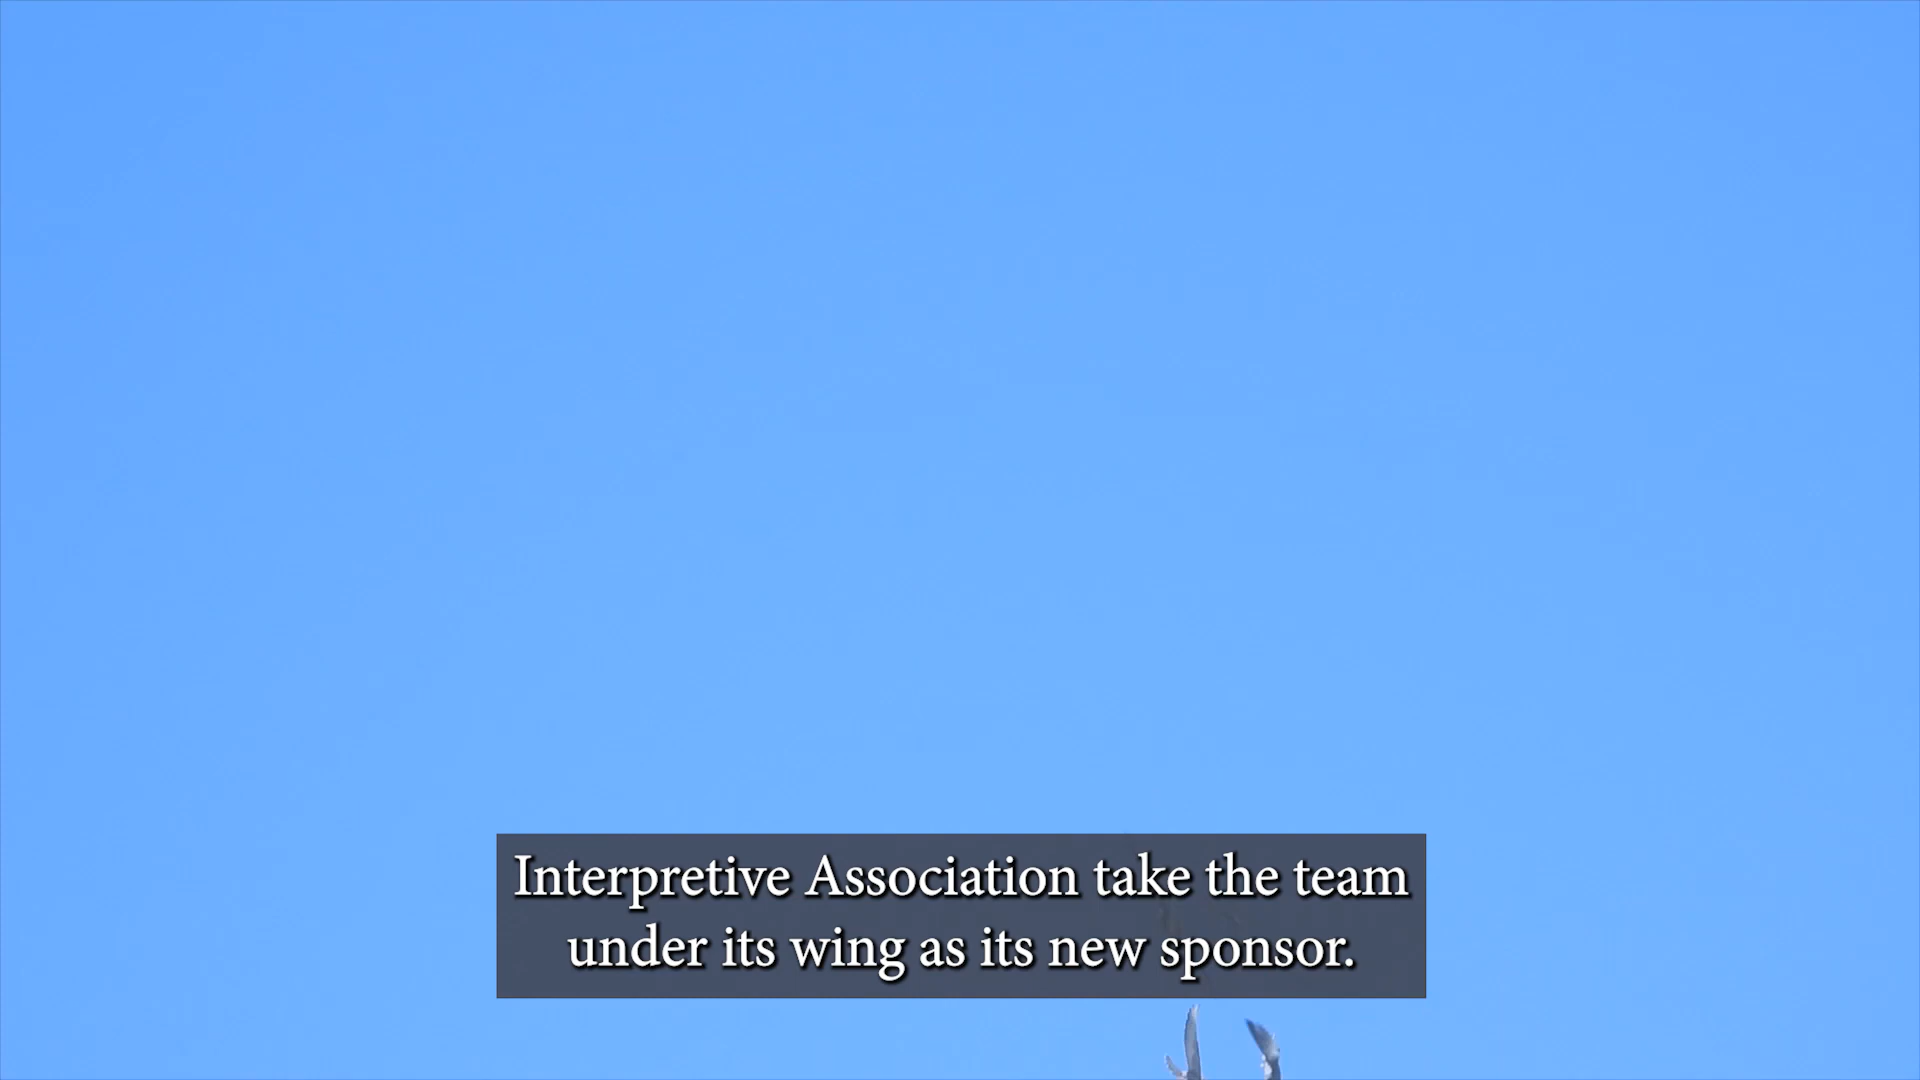 Interpretive Association take the team
under its wing as its new sponsor.